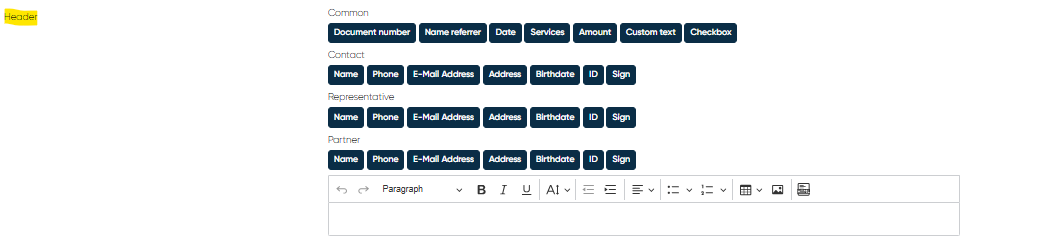 Header
Common
Document number Name referrer Date Services Amount Custom text Checkbox
Contact
Name Phone E-Mail Address Address Birthdate ID Sign
Representative
Name Phone E-Mail Address Address Birthdate ID Sign
Partner
Name Phone E-Mail Address Address Birthdate ID Sign
Paragraph B I U AI